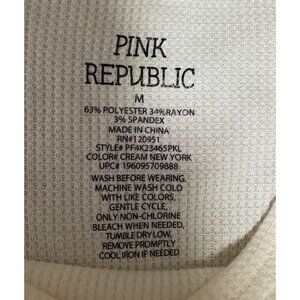 PINK
REPUBLIC
M
63% POLYESTER 34%RAYON
3% SPANDEX
MADE IN CHINA
RN#120951
STYLE# PF4K23465PKL
COLOR# CREAM NEW YORK
UPC# 196095709888
WASH BEFORE WEARING,
MACHINE WASH COLD
WITH LIKE COLORS,
GENTLE CYCLE,
ONLY NON-CHLORINE
BLEACH WHEN NEEDED,
TUMBLE DRY LOW,
REMOVE PROMPTLY
COOL IRON IF NEEDED